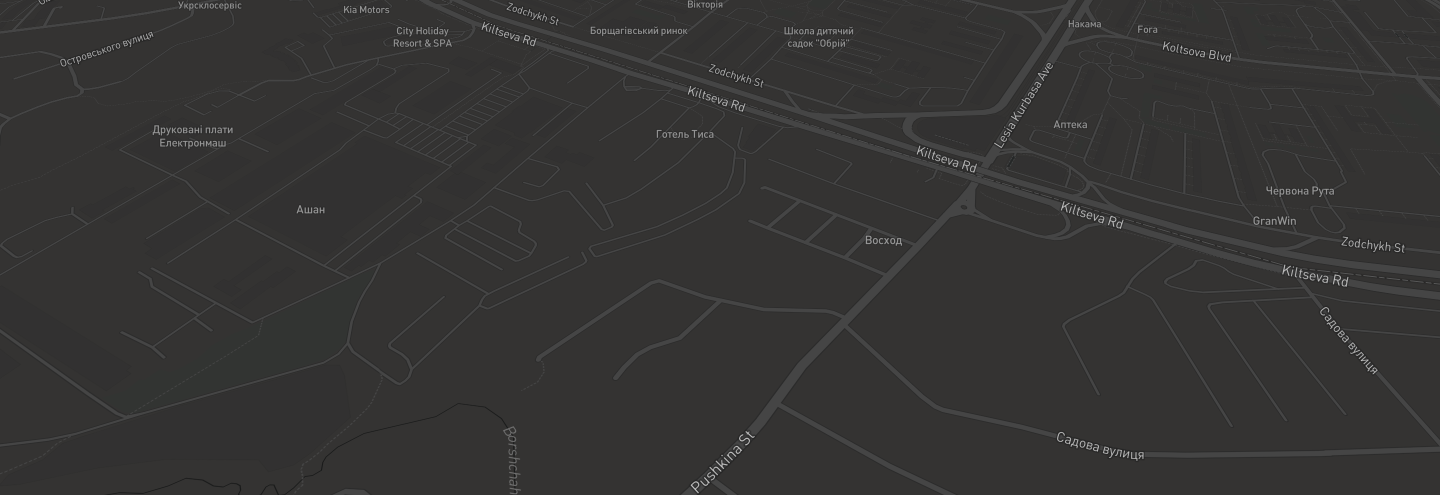 Укрсклосервіс
Kia Motors
Zodchykh St
Вікторія
City Holiday
Resort & SPA
Kiltseva Rd
Борщагівський ринок
Школа дитячий
садок "Обрій"
Накама
Fora
Koltsova Blvd
Островського вулиця
Zodchykh St
Kiltseva Rd
Lesia Kurbasa Ave
Друковані плати
Електронмаш
Готель Тиса
Аптека
Kiltseva Rd
Ашан
Червона Рута
Kiltseva Rd
GranWin
Восход
Zodchykh St
Kiltseva Rd
Садова вулиця
Садова вулиця
Pushkina St
Borshchah